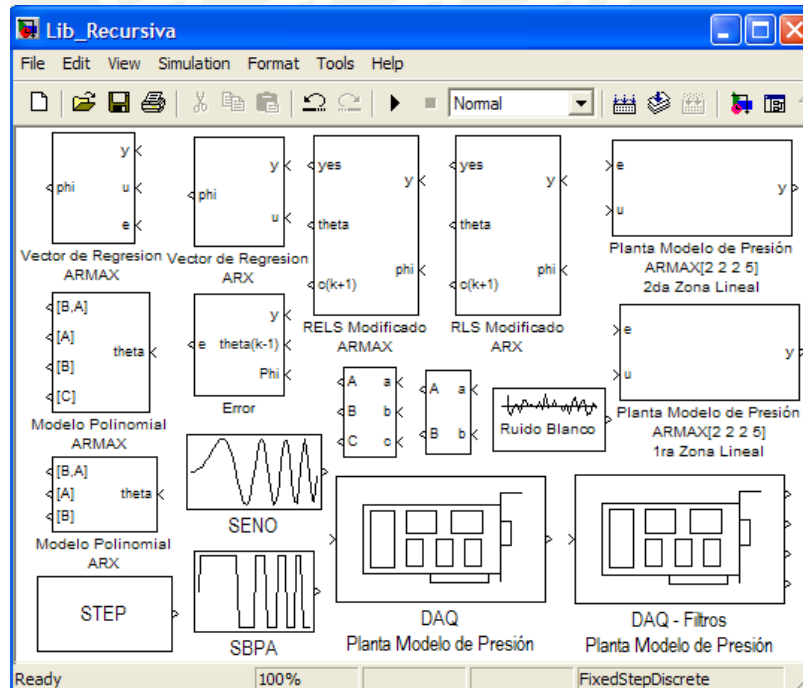 Lib_Recursiva
File Edit View Simulation Format Tools Help
Normal
y
phi u
e
Vector de Regresion
ARMAX
y
phi
u
Vector de Regresion
ARX
yes
y
theta
phi
c(k+1)
RELS Modificado
ARMAX
yes
y
theta
phi
c(k+1)
RLS Modificado
ARX
e
y
u
Planta Modelo de Presión
ARMAX[2 2 2 5]
2da Zona Lineal
[B,A]
[A]
theta
[B]
[C]
Modelo Polinomial
ARMAX
y
e theta(k-1)
Phi
Error
A a
B b
C c
A a
B b
Ruido Blanco
e
y
u
Planta Modelo de Presión
ARMAX[2 2 2 5]
1ra Zona Lineal
[B,A]
[A] theta
[B]
Modelo Polinomial
ARX
SENO
STEP
SBPA
DAQ
Planta Modelo de Presión
DAQ - Filtros
Planta Modelo de Presión
Ready 100% FixedStepDiscrete